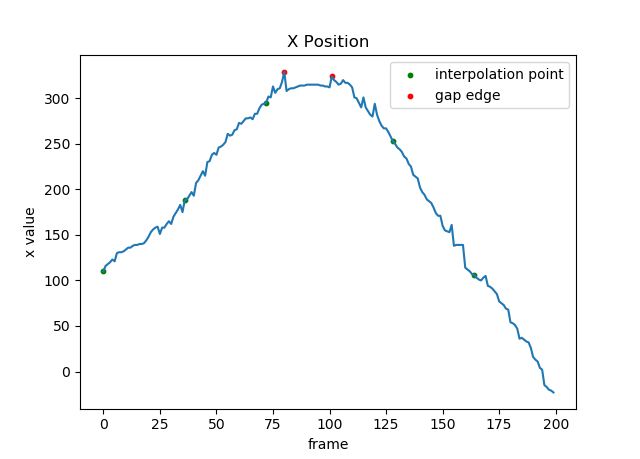 X Position
interpolation point
gap edge
x value
300
250
200
150
100
50
0
0 25 50 75 100 125 150 175 200
frame